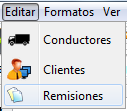 Editar Formatos Ver
Conductores
Clientes
Remisiones